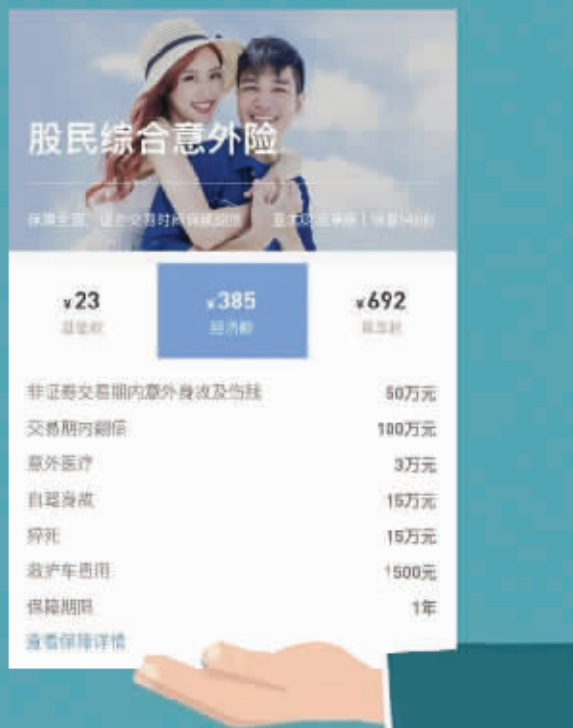 股民综合意外险
¥23 ¥385 ¥692
经济款
非证券交易期内意外身故及伤残 50万元
交易期内翻倍 100万元
意外医疗 3万元
自驾身故 15万元
猝死 15万元
救护车费用 1500元
保障期限 1年
查看保障详情